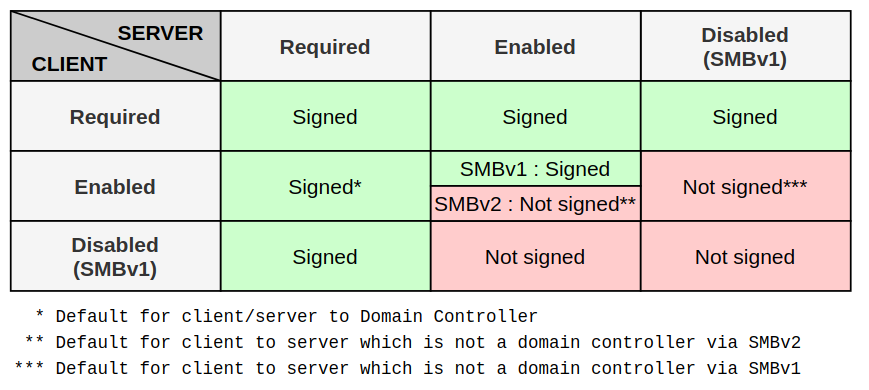 SERVER
CLIENT
Required
Enabled
Disabled
(SMBv1)
Required
Signed
Signed
Signed
Enabled
Signed*
SMBv1 : Signed
SMBv2 : Not signed**
Not signed***
Disabled
(SMBv1)
Signed
Not signed
Not signed
* Default for client/server to Domain Controller
** Default for client to server which is not a domain controller via SMBv2
*** Default for client to server which is not a domain controller via SMBv1